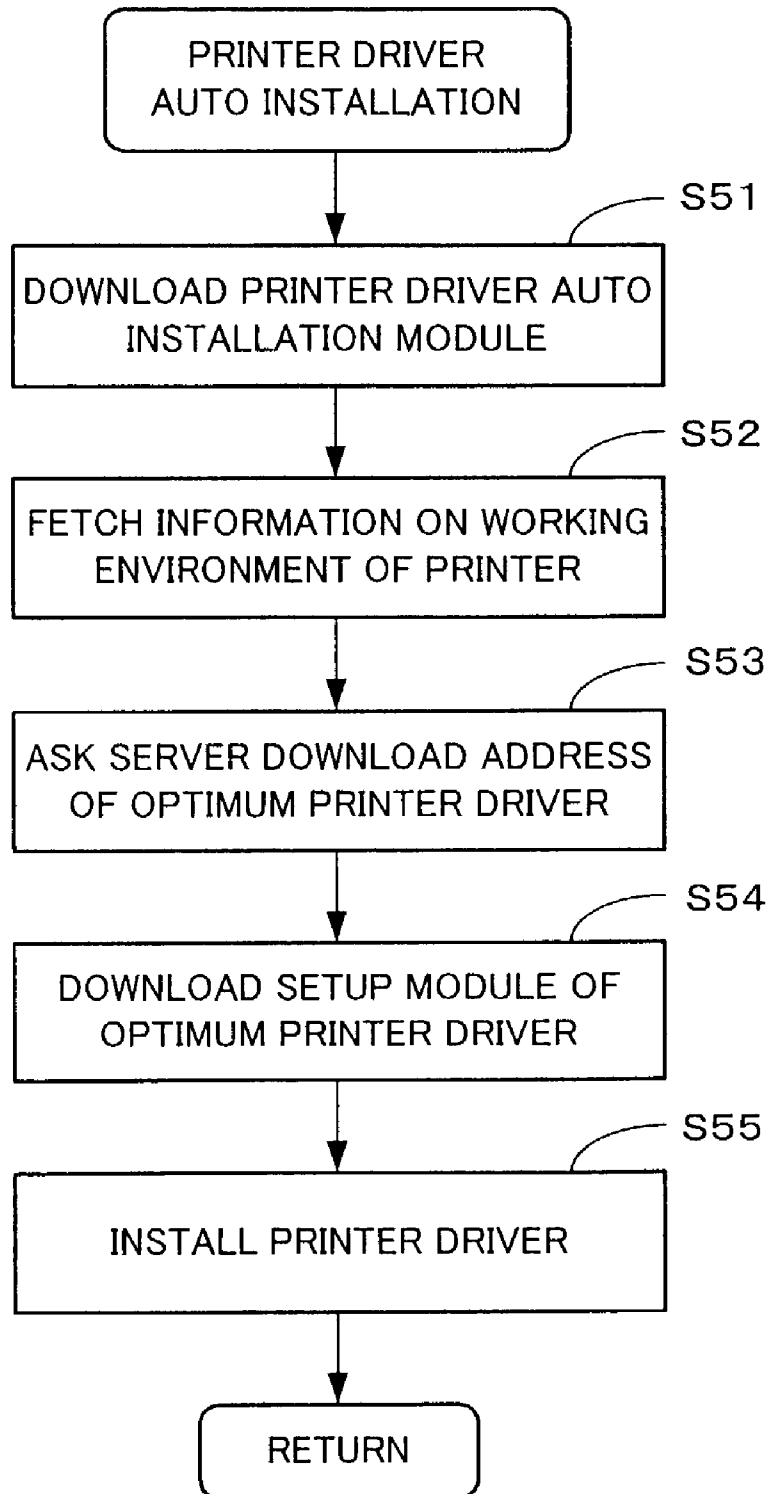 PRINTER DRIVER
AUTO INSTALLATION
S51
DOWNLOAD PRINTER DRIVER AUTO
INSTALLATION MODULE
S52
FETCH INFORMATION ON WORKING
ENVIRONMENT OF PRINTER
S53
ASK SERVER DOWNLOAD ADDRESS
OF OPTIMUM PRINTER DRIVER
S54
DOWNLOAD SETUP MODULE OF
OPTIMUM PRINTER DRIVER
S55
INSTALL PRINTER DRIVER
RETURN